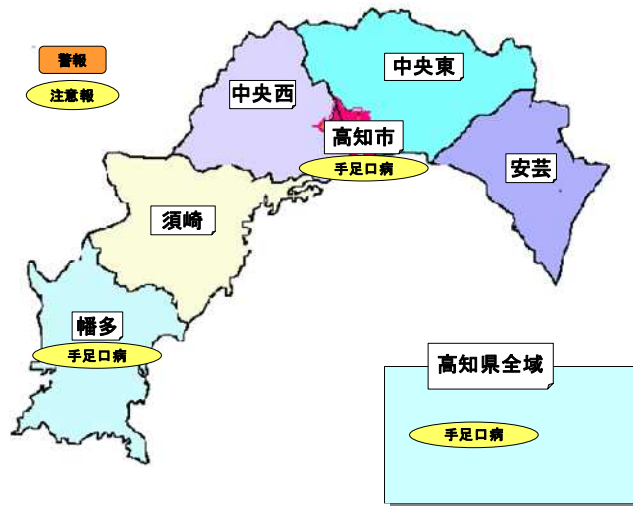 警報
注意報
中央東
中央西
高知市
手足口病
安芸
須崎
幡多
手足口病
高知県全域
手足口病